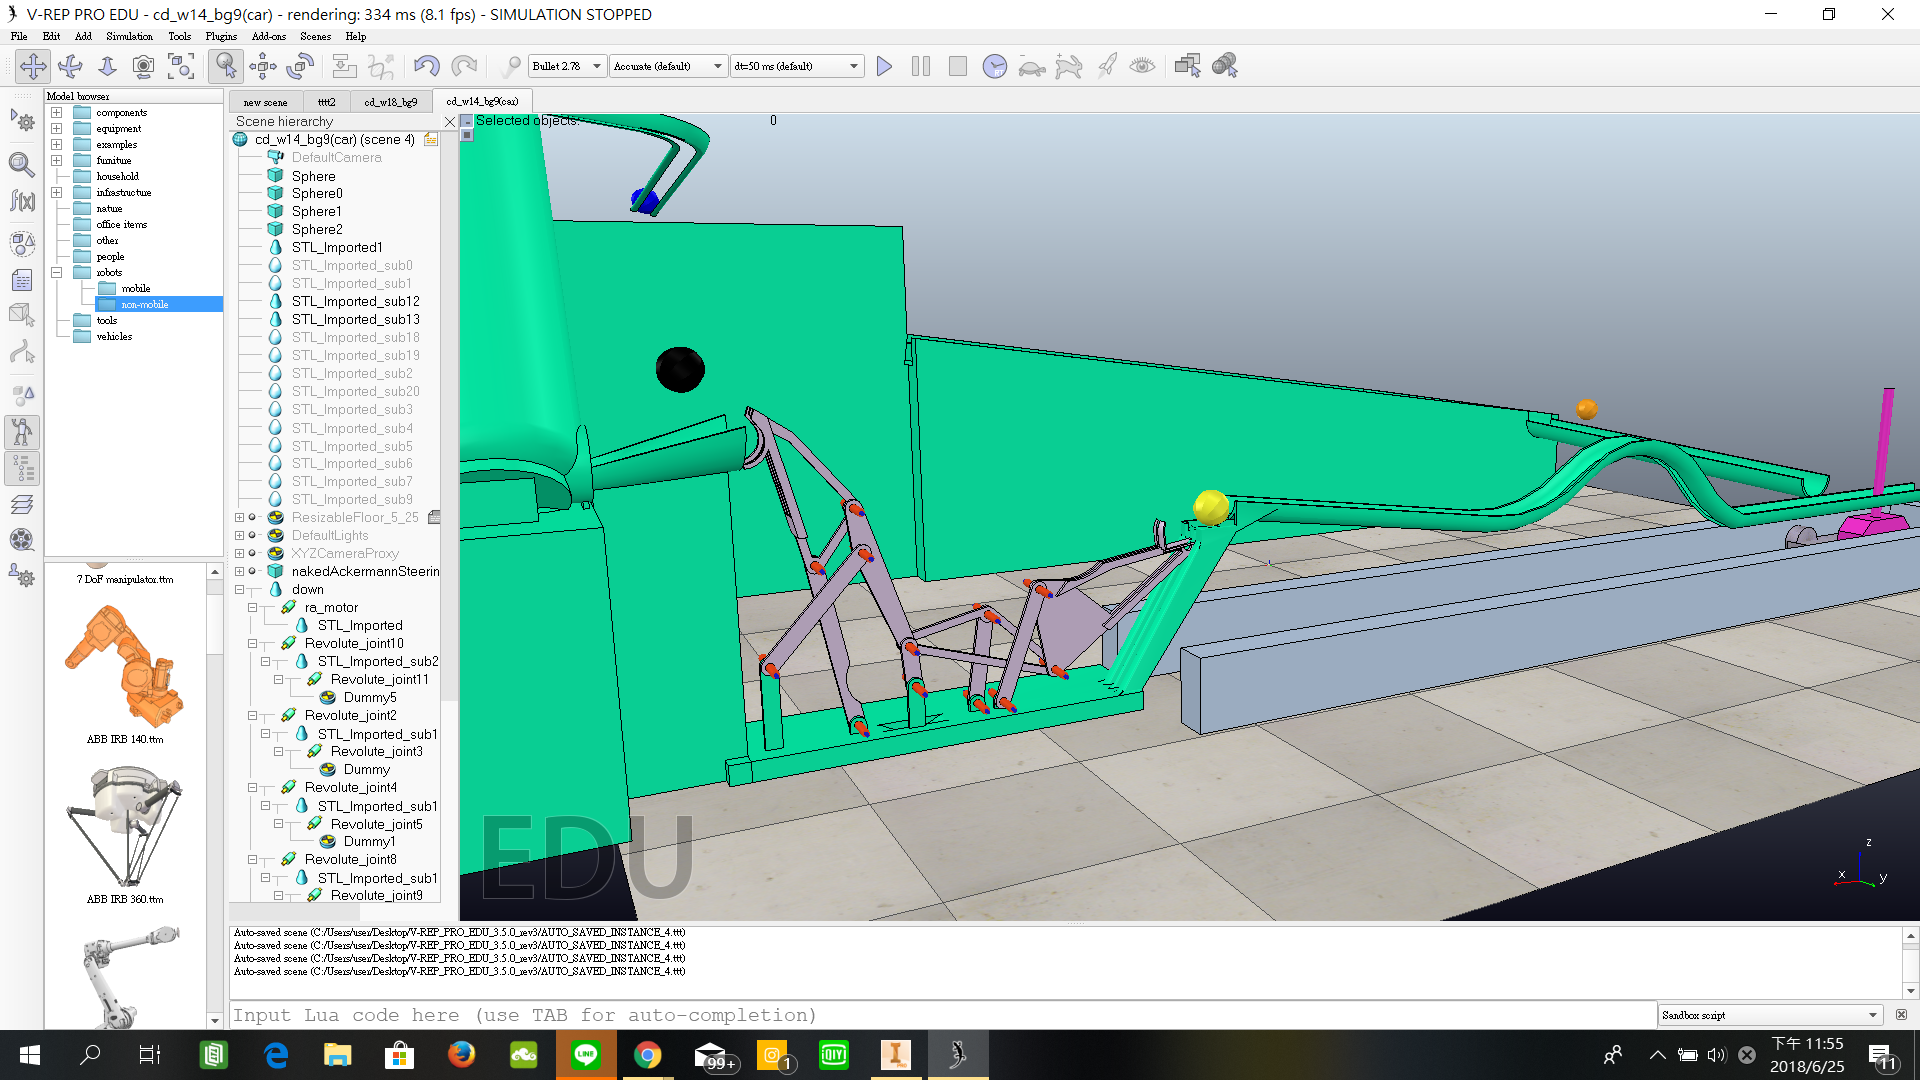 V-REP PRO EDU - cd_w14_bg9(car) - rendering: 334 ms (8.1 fps) - SIMULATION STOPPED
File Edit Add Simulation Tools Plugins Add-ons Scenes Help
Bullet 2.78 Accurate (default) dt=50 ms (default)
Model browser
components
equipment
examples
furniture
household
infrastructure
nature
office items
other
people
robots
mobile
non-mobile
tools
vehicles
7 DoF manipulator.ttm
ABB IRB 140.ttm
ABB IRB 360.ttm
new scene tttt2 cd_w18_bg9 cd_w14_bg9(car)
Scene hierarchy
cd_w14_bg9(car) (scene 4)
DefaultCamera
Sphere
Sphere0
Sphere1
Sphere2
STL_Imported1
STL_Imported_sub0
STL_Imported_sub1
STL_Imported_sub12
STL_Imported_sub13
STL_Imported_sub18
STL_Imported_sub19
STL_Imported_sub2
STL_Imported_sub20
STL_Imported_sub3
STL_Imported_sub4
STL_Imported_sub5
STL_Imported_sub6
STL_Imported_sub7
STL_Imported_sub9
ResizableFloor_5_25
DefaultLights
XYZCameraProxy
nakedAckermannSteerin
down
ra_motor
STL_Imported
Revolute_joint10
STL_Imported_sub2
Revolute_joint11
Dummy5
Revolute_joint2
STL_Imported_sub1
Revolute_joint3
Dummy
Revolute_joint4
STL_Imported_sub1
Revolute_joint5
Dummy1
Revolute_joint8
STL_Imported_sub1
Revolute_joint9
Selected objects: 0
EDU
z
x
y
Auto-saved scene (C:/Users/user/Desktop/V-REP_PRO_EDU_3.5.0_rev3/AUTO_SAVED_INSTANCE_4.ttt)
Auto-saved scene (C:/Users/user/Desktop/V-REP_PRO_EDU_3.5.0_rev3/AUTO_SAVED_INSTANCE_4.ttt)
Auto-saved scene (C:/Users/user/Desktop/V-REP_PRO_EDU_3.5.0_rev3/AUTO_SAVED_INSTANCE_4.ttt)
Auto-saved scene (C:/Users/user/Desktop/V-REP_PRO_EDU_3.5.0_rev3/AUTO_SAVED_INSTANCE_4.ttt)
Input Lua code here (use TAB for auto-completion)
Sandbox script
LINE
99+
1
QIYI
I
PRO
下午 11:55
2018/6/25
11